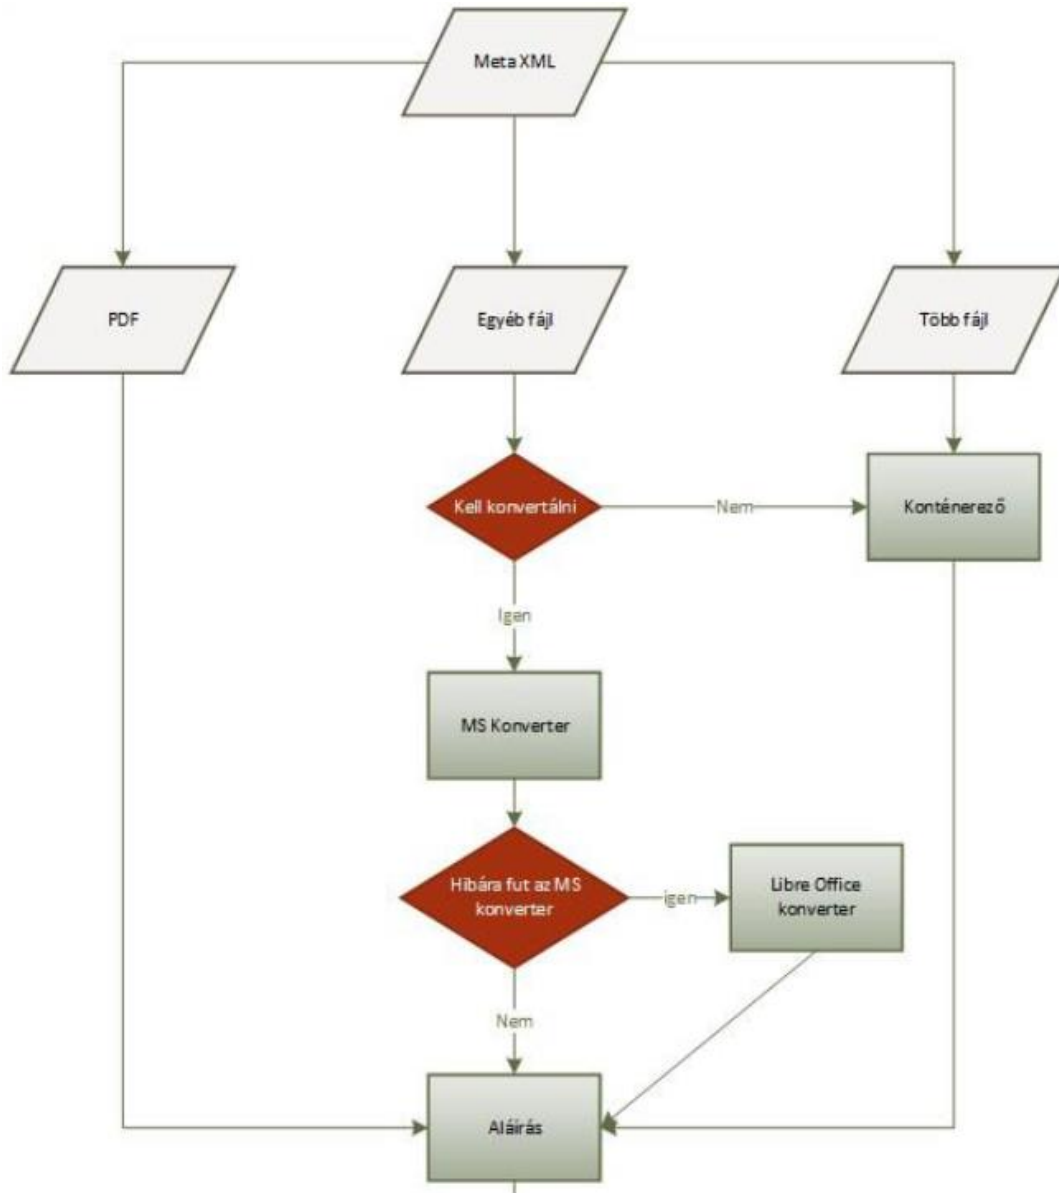 Meta XML
PDF
Egyéb fájl
Több fájl
Kell konvertálni
Nem
Konténerező
Igen
MS Konverter
Hibára fut az MS
konverter
igen
Libre Office
konverter
Nem
Aláírás